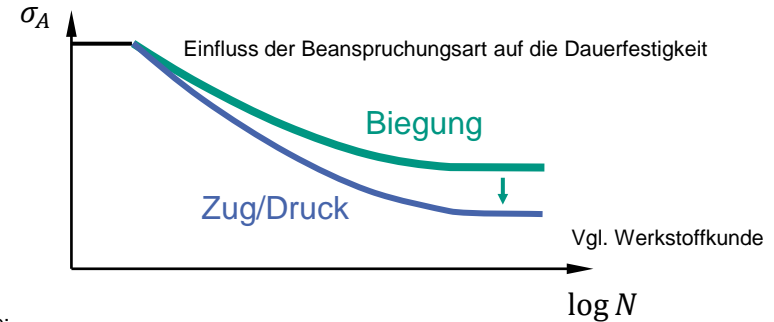 σ_A
Einfluss der Beanspruchungsart auf die Dauerfestigkeit
Biegung
Zug/Druck
Vgl. Werkstoffkunde
log N